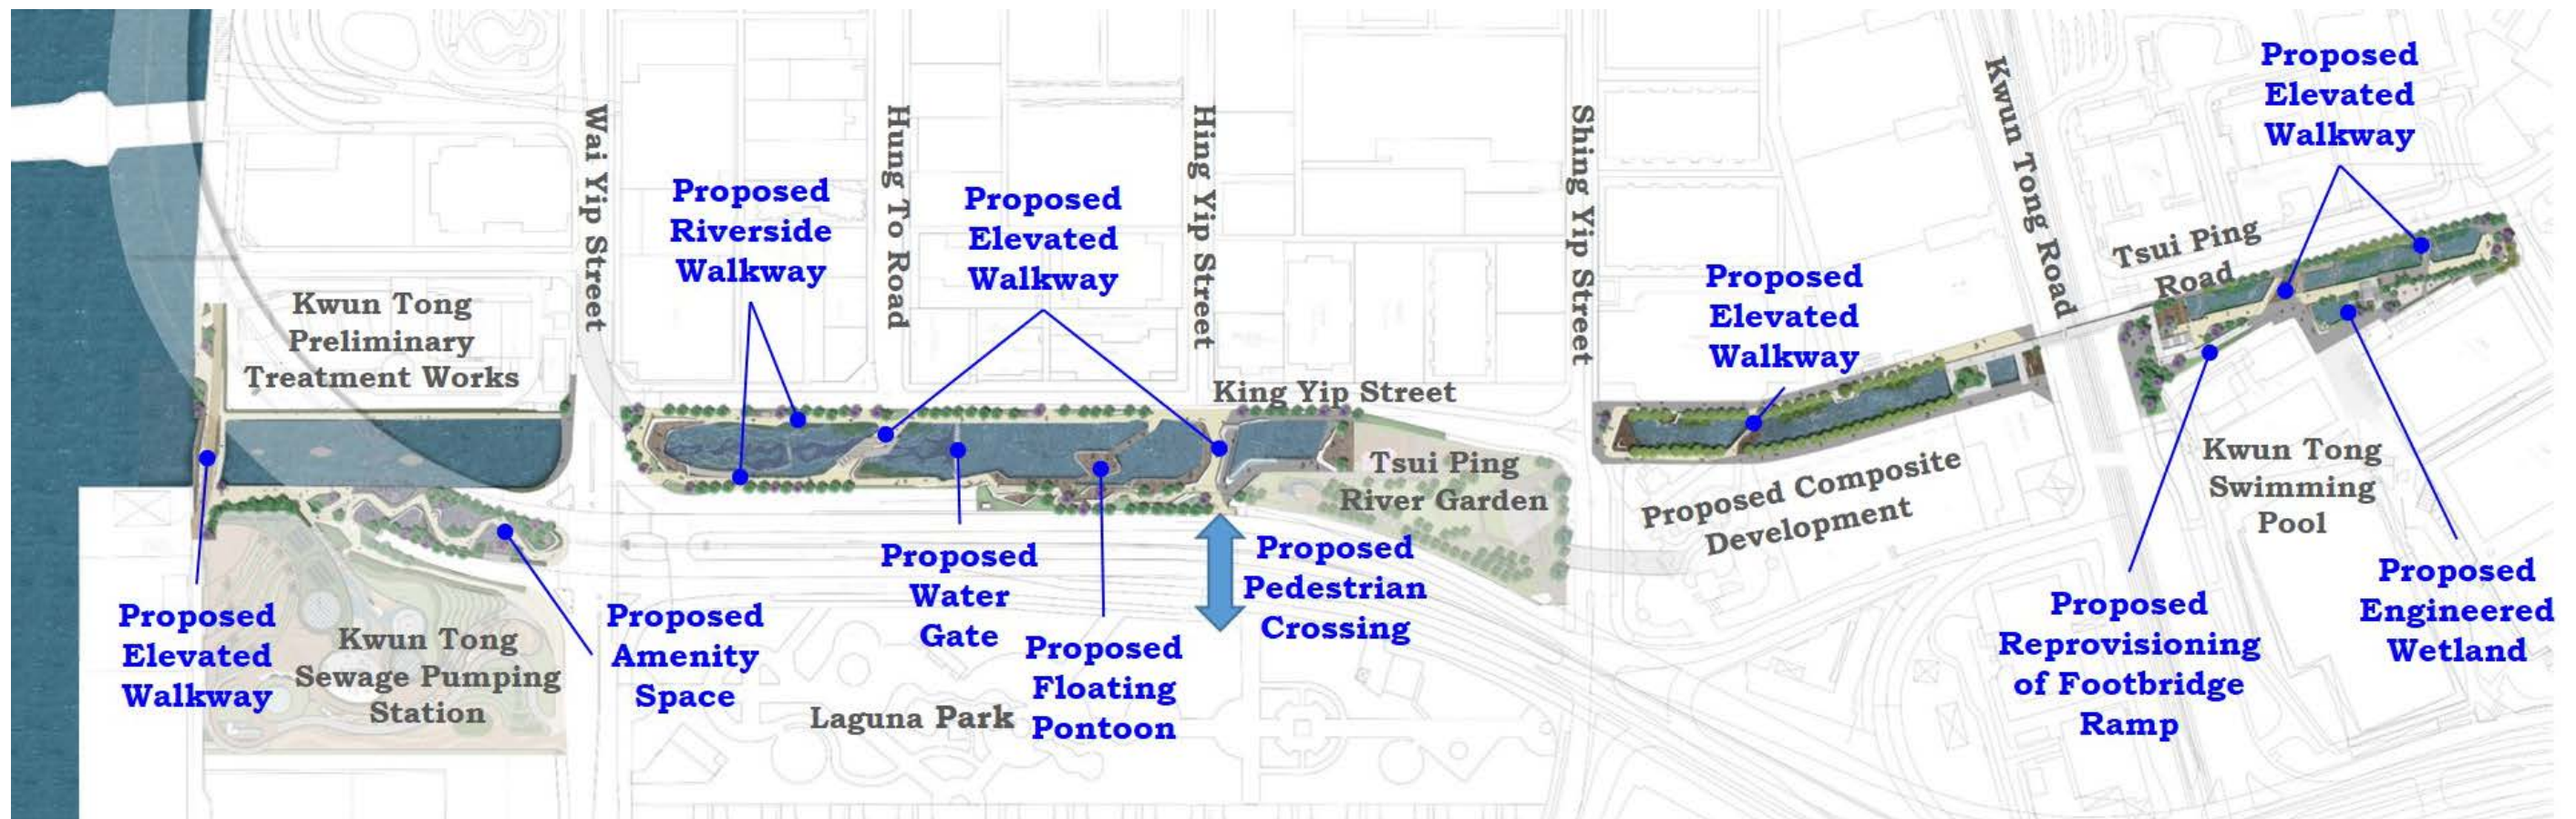 Proposed
Elevated
Walkway
Kwun Tong Road
Tsui Ping
Road
Wai Yip Street
Hung To Road
Hing Yip Street
Shing Yip Street
Proposed
Riverside
Walkway
Proposed
Elevated
Walkway
Proposed
Elevated
Walkway
Kwun Tong
Preliminary
Treatment Works
King Yip Street
Tsui Ping
River Garden
Proposed Composite
Development
Kwun Tong
Swimming
Pool
Proposed
Elevated
Walkway
Kwun Tong
Sewage Pumping
Station
Proposed
Amenity
Space
Proposed
Water
Gate
Proposed
Floating
Pontoon
Proposed
Pedestrian
Crossing
Laguna Park
Proposed
Reprovisioning
of Footbridge
Ramp
Proposed
Engineered
Wetland